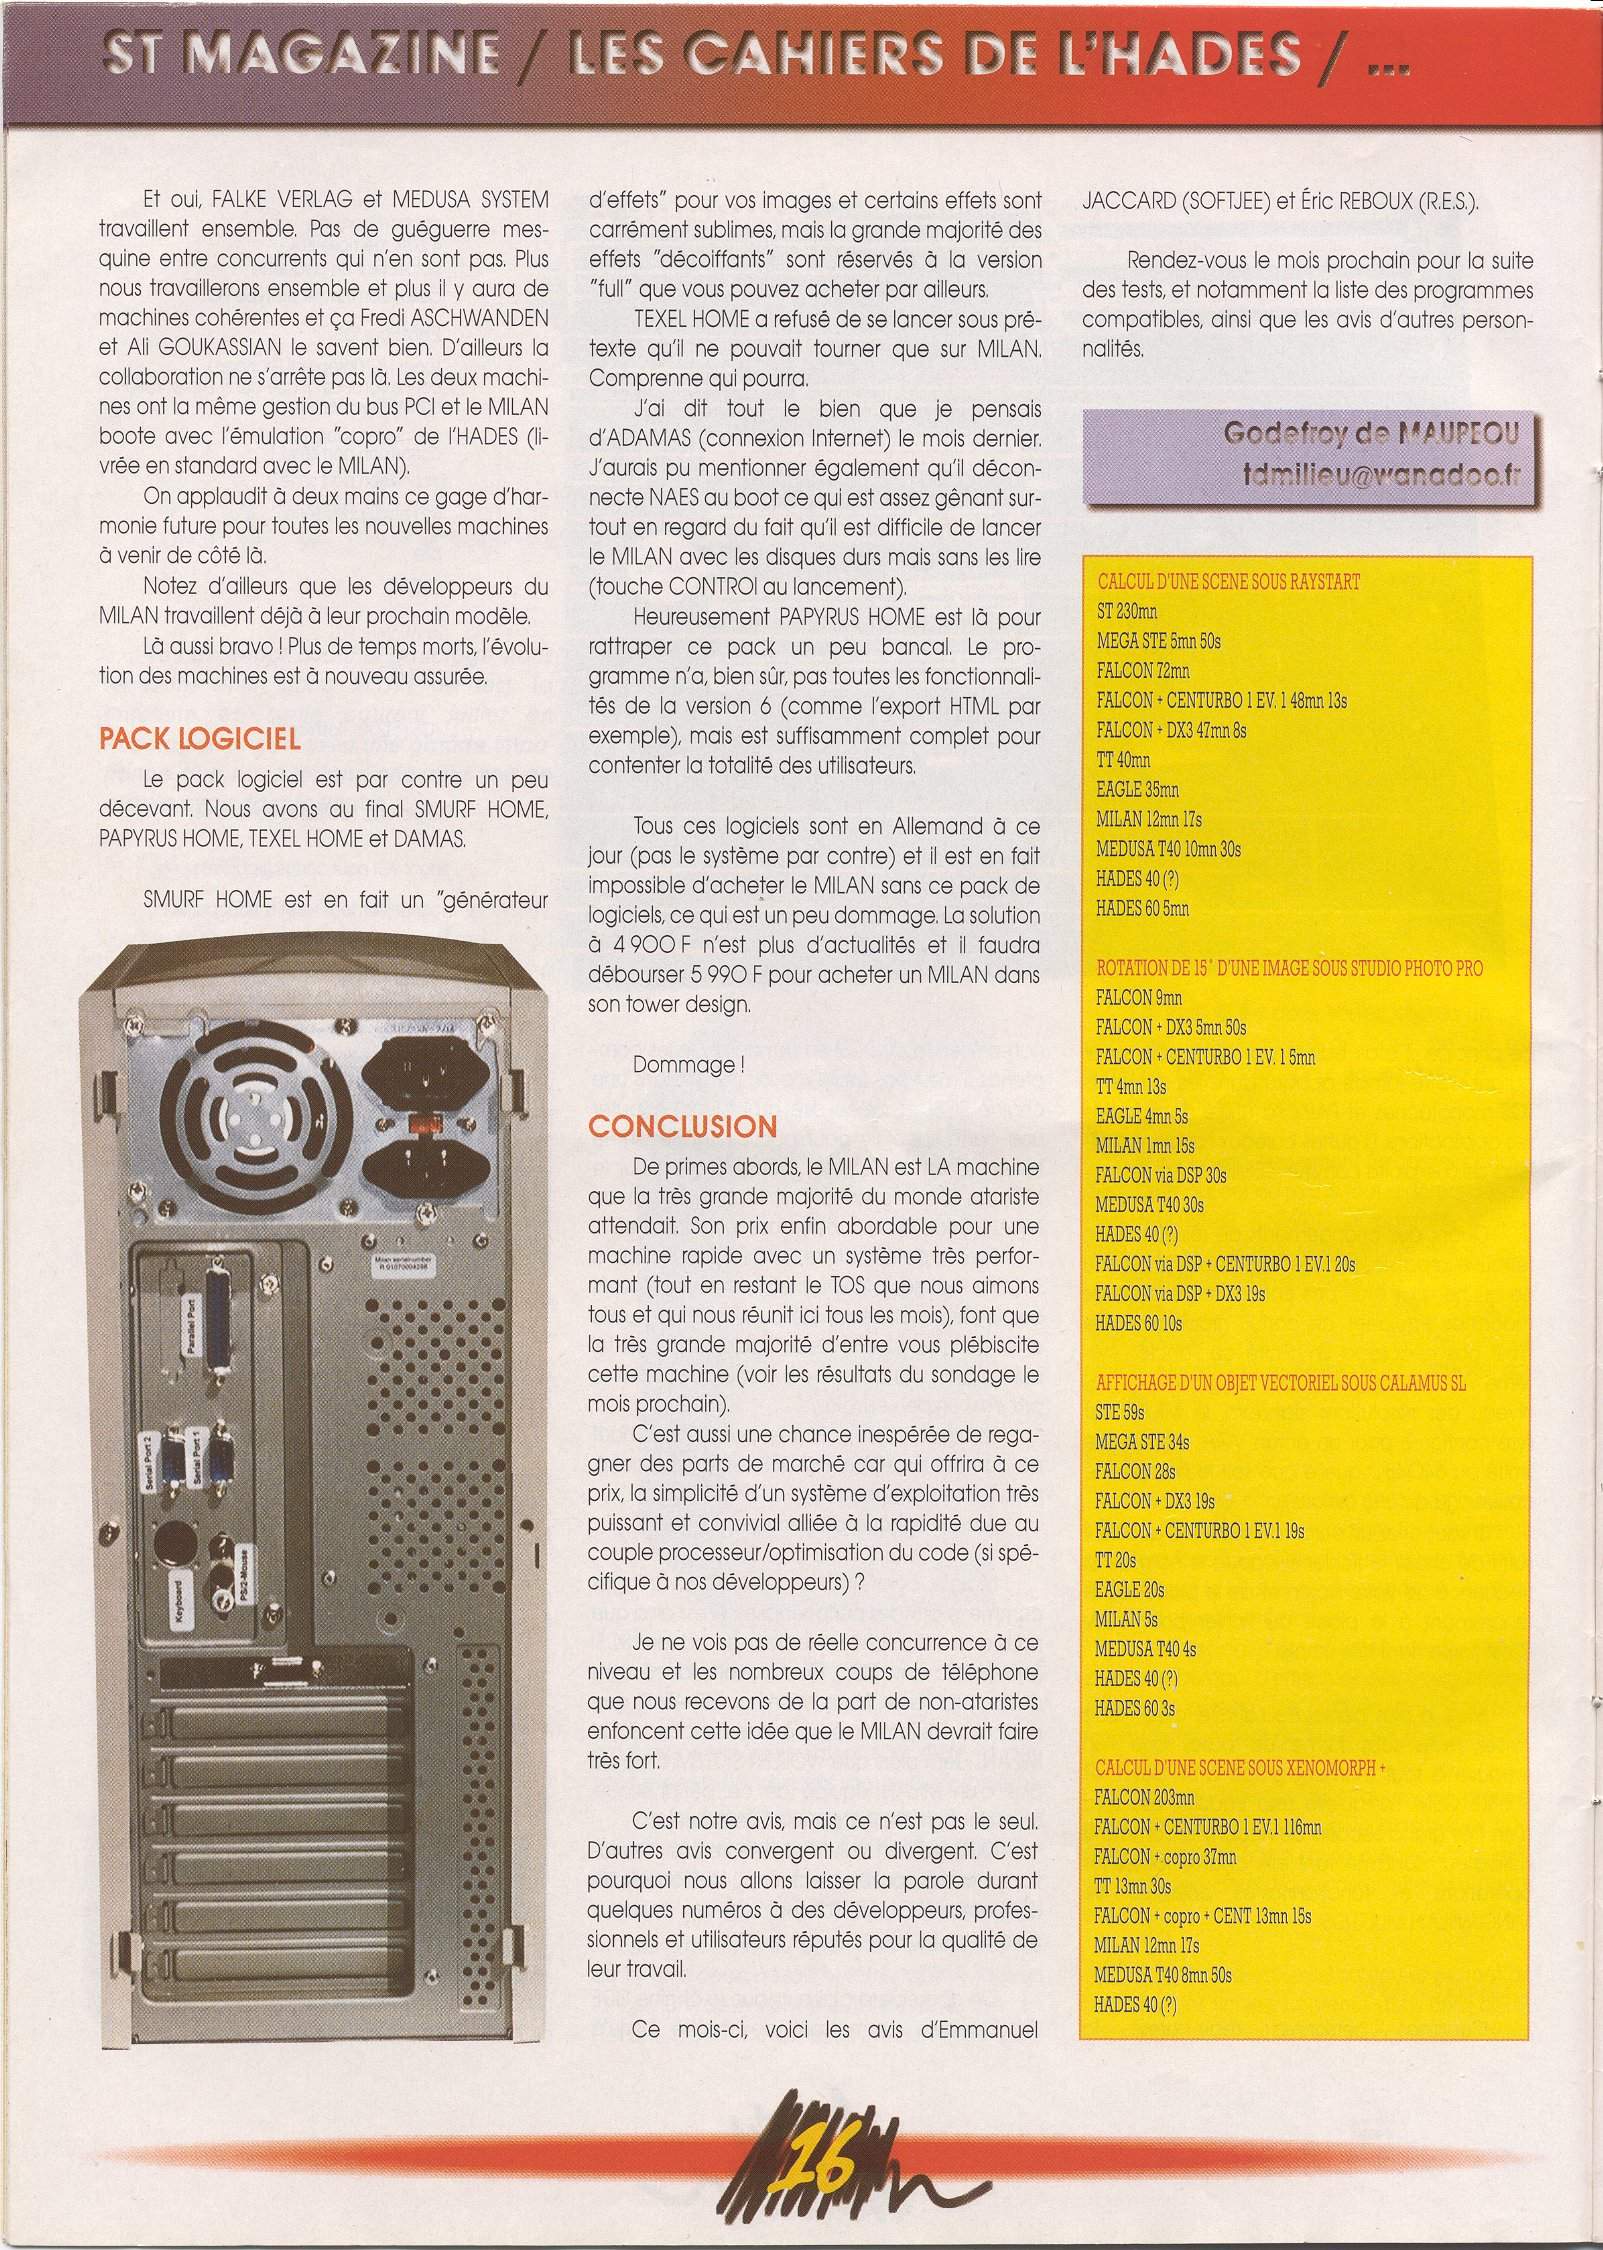 ST MAGAZINE / LES CAHIERS DE L'HADES / ...
Et oui, FALKE VERLAG et MEDUSA SYSTEM
travaillent ensemble. Pas de guéguerre mes-
quine entre concurrents qui n'en sont pas. Plus
nous travaillerons ensemble et plus il y aura de
machines cohérentes et ça Fredi ASCHWANDEN
et Ali GOUKASSIAN le savent bien. D'ailleurs la
collaboration ne s'arrête pas là. Les deux machi-
nes ont la même gestion du bus PCI et le MILAN
boote avec l'émulation "copro" de l'HADES (li-
vrée en standard avec le MILAN).
On applaudit à deux mains ce gage d'har-
monie future pour toutes les nouvelles machines
à venir de côté là.
Notez d'ailleurs que les développeurs du
MILAN travaillent déjà à leur prochain modèle.
Là aussi bravo ! Plus de temps morts, l'évolu-
tion des machines est à nouveau assurée.
PACK LOGICIEL
Le pack logiciel est par contre un peu
décevant. Nous avons au final SMURF HOME,
PAPYRUS HOME, TEXEL HOME et DAMAS.
SMURF HOME est en fait un "générateur
Milan serialnumber
Parallel Port
Serial Port 2
Serial Port 1
Keyboard
PS/2-Mouse
d'effets" pour vos images et certains effets sont
carrément sublimes, mais la grande majorité des
effets "décoiffants" sont réservés à la version
"full" que vous pouvez acheter par ailleurs.
TEXEL HOME a refusé de se lancer sous pré-
texte qu'il ne pouvait tourner que sur MILAN.
Comprenne qui pourra.
J'ai dit tout le bien que je pensais
d'ADAMAS (connexion Internet) le mois dernier.
J'aurais pu mentionner également qu'il décon-
necte NAES au boot ce qui est assez gênant sur-
tout en regard du fait qu'il est difficile de lancer
le MILAN avec les disques durs mais sans les lire
(touche CONTROl au lancement).
Heureusement PAPYRUS HOME est là pour
rattraper ce pack un peu bancal. Le pro-
gramme n'a, bien sûr, pas toutes les fonctionnali-
tés de la version 6 (comme l'export HTML par
exemple), mais est suffisamment complet pour
contenter la totalité des utilisateurs.
Tous ces logiciels sont en Allemand à ce
jour (pas le système par contre) et il est en fait
impossible d'acheter le MILAN sans ce pack de
logiciels, ce qui est un peu dommage. La solution
à 4 900 F n'est plus d'actualités et il faudra
débourser 5 990 F pour acheter un MILAN dans
son tower design.
Dommage !
CONCLUSION
De primes abords, le MILAN est LA machine
que la très grande majorité du monde atariste
attendait. Son prix enfin abordable pour une
machine rapide avec un système très perfor-
mant (tout en restant le TOS que nous aimons
tous et qui nous réunit ici tous les mois), font que
la très grande majorité d'entre vous plébiscite
cette machine (voir les résultats du sondage le
mois prochain).
C'est aussi une chance inespérée de rega-
gner des parts de marché car qui offrira à ce
prix, la simplicité d'un système d'exploitation très
puissant et convivial alliée à la rapidité due au
couple processeur/optimisation du code (si spé-
cifique à nos développeurs) ?
Je ne vois pas de réelle concurrence à ce
niveau et les nombreux coups de téléphone
que nous recevons de la part de non-ataristes
enfoncent cette idée que le MILAN devrait faire
très fort.
C'est notre avis, mais ce n'est pas le seul.
D'autres avis convergent ou divergent. C'est
pourquoi nous allons laisser la parole durant
quelques numéros à des développeurs, profes-
sionnels et utilisateurs réputés pour la qualité de
leur travail.
Ce mois-ci, voici les avis d'Emmanuel
JACCARD (SOFTJEE) et Éric REBOUX (R.E.S.).
Rendez-vous le mois prochain pour la suite
des tests, et notamment la liste des programmes
compatibles, ainsi que les avis d'autres person-
nalités.
Godefroy de MAUPEOU
tdmilieu@wanadoo.fr
CALCUL D'UNE SCENE SOUS RAYSTART
ST 230mn
MEGA STE 5mn 50s
FALCON 72mn
FALCON + CENTURBO 1 EV. 1 48mn 13s
FALCON + DX3 47mn 8s
TT 40mn
EAGLE 35mn
MILAN 12mn 17s
MEDUSA T40 10mn 30s
HADES 40 (?)
HADES 60 5mn
ROTATION DE 15° D'UNE IMAGE SOUS STUDIO PHOTO PRO
FALCON 9mn
FALCON + DX3 5mn 50s
FALCON + CENTURBO 1 EV. 1 5mn
TT 4mn 13s
EAGLE 4mn 5s
MILAN 1mn 15s
FALCON via DSP 30s
MEDUSA T40 30s
HADES 40 (?)
FALCON via DSP + CENTURBO 1 EV.1 20s
FALCON via DSP + DX3 19s
HADES 60 10s
AFFICHAGE D'UN OBJET VECTORIEL SOUS CALAMUS SL
STE 59s
MEGA STE 34s
FALCON 28s
FALCON + DX3 19s
FALCON + CENTURBO 1 EV.1 19s
TT 20s
EAGLE 20s
MILAN 5s
MEDUSA T40 4s
HADES 40 (?)
HADES 60 3s
CALCUL D'UNE SCENE SOUS XENOMORPH +
FALCON 203mn
FALCON + CENTURBO 1 EV.1 116mn
FALCON + copro 37mn
TT 13mn 30s
FALCON + copro + CENT 13mn 15s
MILAN 12mn 17s
MEDUSA T40 8mn 50s
HADES 40 (?)
16